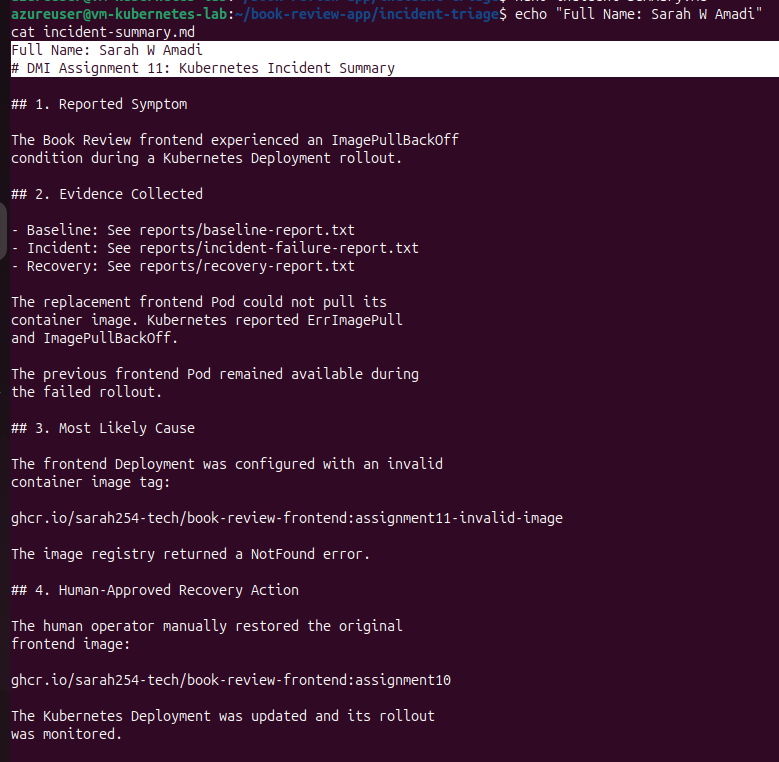 azureuser@vm-kubernetes-lab:~/book-review-app/incident-triage$ echo "Full Name: Sarah W Amadi"
cat incident-summary.md
Full Name: Sarah W Amadi
# DMI Assignment 11: Kubernetes Incident Summary
## 1. Reported Symptom
The Book Review frontend experienced an ImagePullBackOff
condition during a Kubernetes Deployment rollout.
## 2. Evidence Collected
- Baseline: See reports/baseline-report.txt
- Incident: See reports/incident-failure-report.txt
- Recovery: See reports/recovery-report.txt
The replacement frontend Pod could not pull its
container image. Kubernetes reported ErrImagePull
and ImagePullBackOff.
The previous frontend Pod remained available during
the failed rollout.
## 3. Most Likely Cause
The frontend Deployment was configured with an invalid
container image tag:
ghcr.io/sarah254-tech/book-review-frontend:assignment11-invalid-image
The image registry returned a NotFound error.
## 4. Human-Approved Recovery Action
The human operator manually restored the original
frontend image:
ghcr.io/sarah254-tech/book-review-frontend:assignment10
The Kubernetes Deployment was updated and its rollout
was monitored.